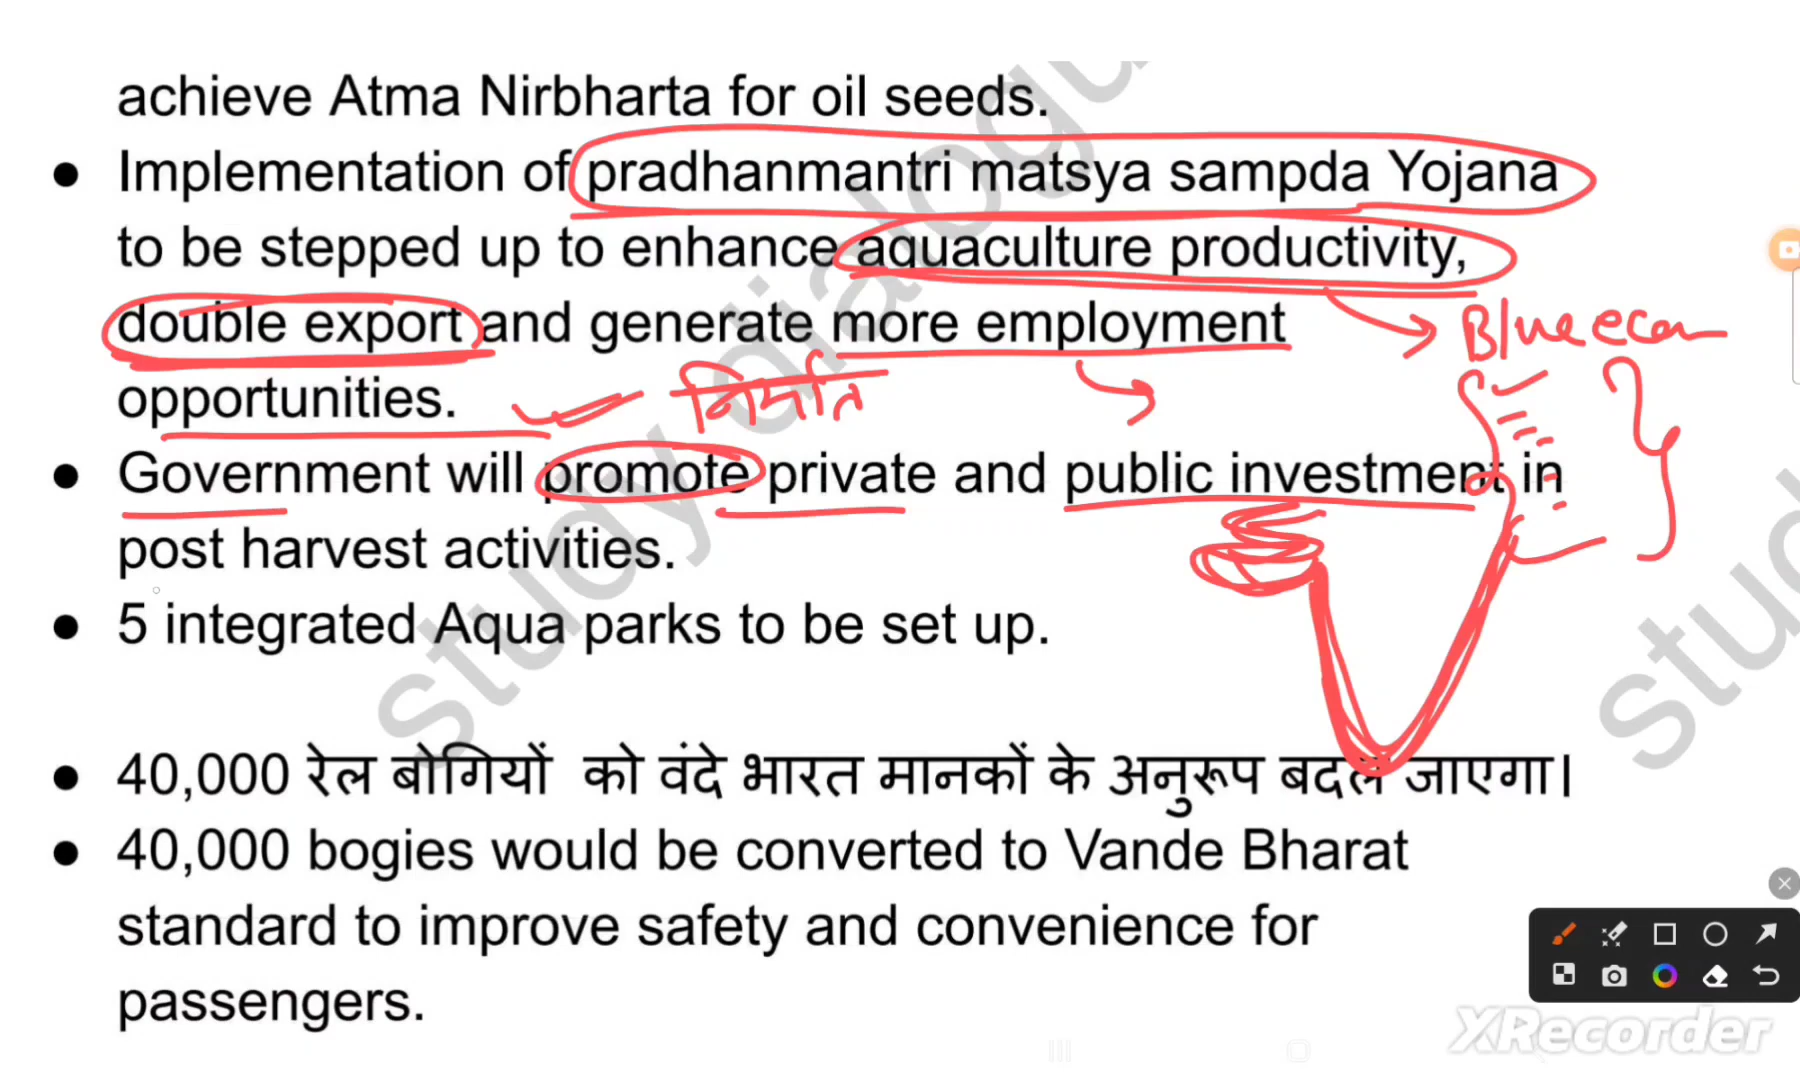 achieve Atma Nirbharta for oil seeds.
● Implementation of pradhanmantri matsya sampda Yojana
to be stepped up to enhance aquaculture productivity,
double export and generate more employment
Blue econ
opportunities.
निर्यात
● Government will promote private and public investment in
post harvest activities.
● 5 integrated Aqua parks to be set up.
● 40,000 रेल बोगियों को वंदे भारत मानकों के अनुरूप बदल जाएगा।
● 40,000 bogies would be converted to Vande Bharat
standard to improve safety and convenience for
passengers.
study dialogu
stud
XRecorder